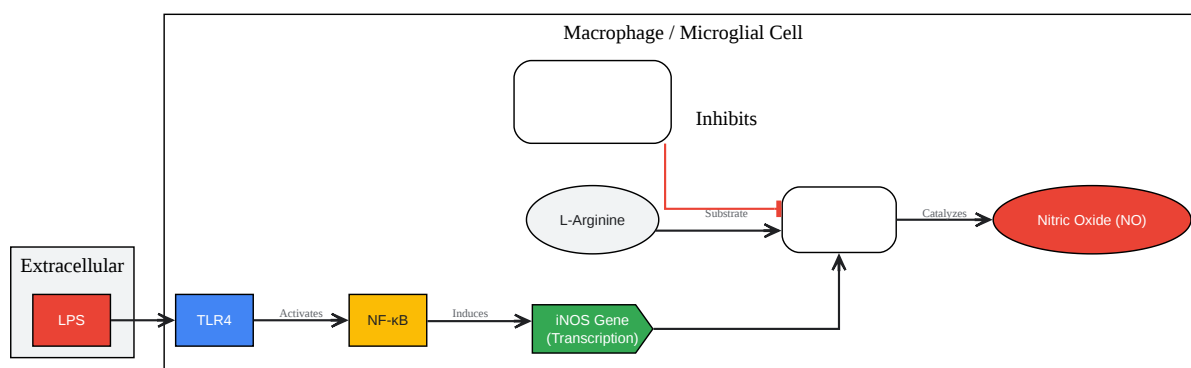 Macrophage / Microglial Cell
Inhibits
L-Arginine
Substrate
Catalyzes
Nitric Oxide (NO)
Extracellular
LPS
TLR4
Activates
NF-κB
Induces
iNOS Gene
(Transcription)